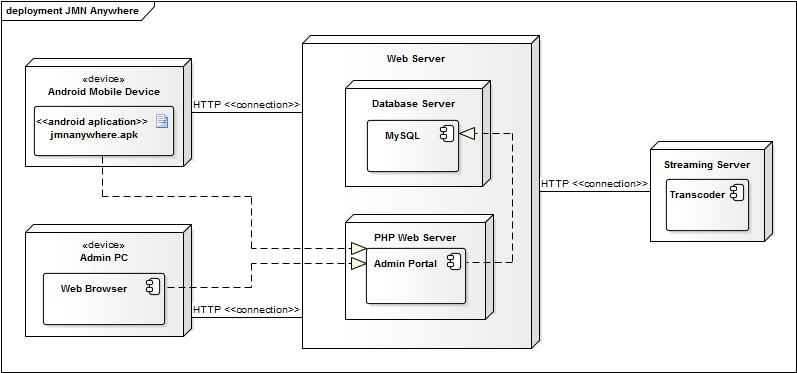 deployment JMN Anywhere
«device»
Android Mobile Device
<<android aplication>>
jmnanywhere.apk
HTTP <<connection>>
Web Server
Database Server
MySQL
HTTP <<connection>>
Streaming Server
Transcoder
«device»
Admin PC
Web Browser
HTTP <<connection>>
PHP Web Server
Admin Portal